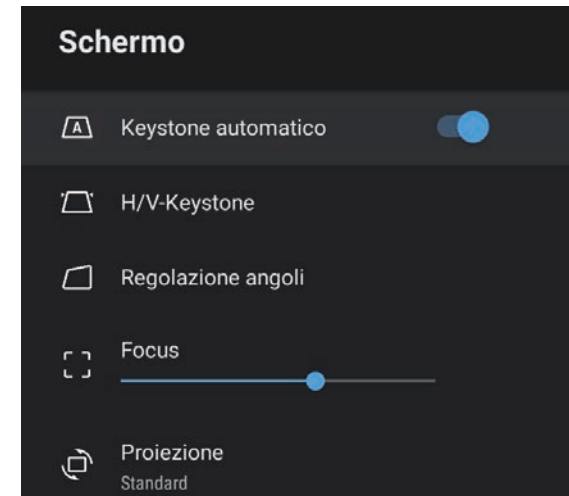 Schermo
A
Keystone automatico
H/V-Keystone
Regolazione angoli
Focus
Proiezione
Standard